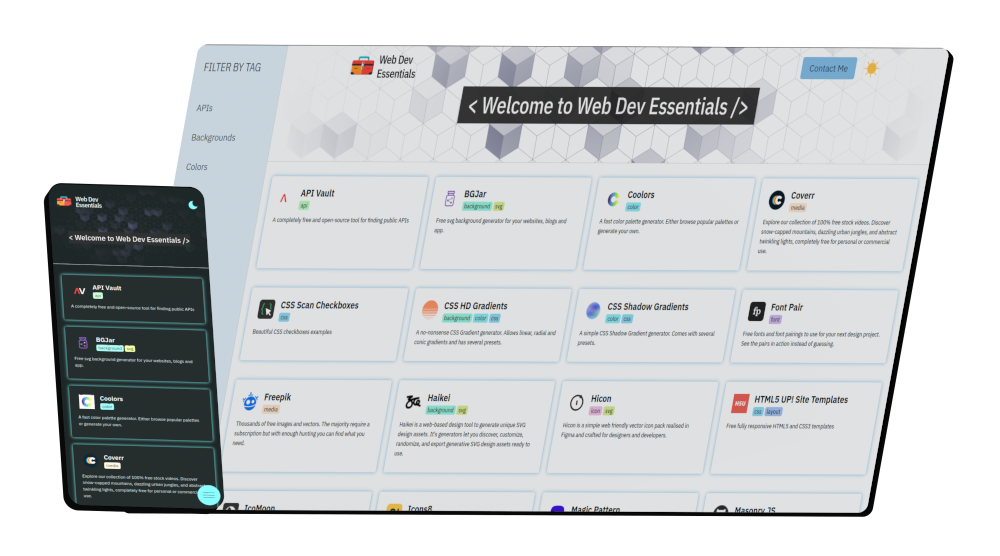 FILTER BY TAG
APIs
Backgrounds
Colors
Web Dev
Essentials
Contact Me
< Welcome to Web Dev Essentials />
API Vault
api
A completely free and open-source tool for finding public APIs
BGJar
background svg
Free svg background generator for your websites, blogs and
app.
Coolors
color
A fast color palette generator. Either browse popular palettes or
generate your own.
Coverr
media
Explore our collection of 100% free stock videos. Discover
snow-capped mountains, dazzling urban jungles, and abstract
twinkling lights, completely free for personal or commercial
use.
CSS Scan Checkboxes
css
Beautiful CSS checkboxes examples
CSS HD Gradients
background color css
A no-nonsense CSS Gradient generator. Allows linear, radial and
conic gradients and has several presets.
CSS Shadow Gradients
color css
A simple CSS Shadow Gradient generator. Comes with several
presets.
fp
Font Pair
font
Free fonts and font pairings to use for your next design project.
See the pairs in action instead of guessing.
Freepik
media
Thousands of free images and vectors. The majority require a
subscription but with enough hunting you can find what you
need.
Haikei
background svg
Haikei is a web-based design tool to generate unique SVG
design assets. It's generators let you discover, customize,
randomize, and export generative SVG design assets ready to
use.
Hicon
icon svg
Hicon is a simple web friendly vector icon pack realised in
Figma and crafted for designers and developers.
HTML5 UP! Site Templates
css layout
Free fully responsive HTML5 and CSS3 templates
IcoMoon
Icons8
Magic Pattern
Masonry JS
Web Dev
Essentials
< Welcome to Web Dev Essentials />
API Vault
api
A completely free and open-source tool for finding public APIs
BGJar
background svg
Free svg background generator for your websites, blogs and
app.
Coolors
color
A fast color palette generator. Either browse popular palettes
or generate your own.
Coverr
media
Explore our collection of 100% free stock videos. Discover
snow-capped mountains, dazzling urban jungles, and abstract
twinkling lights, completely free for personal or commercial
use.